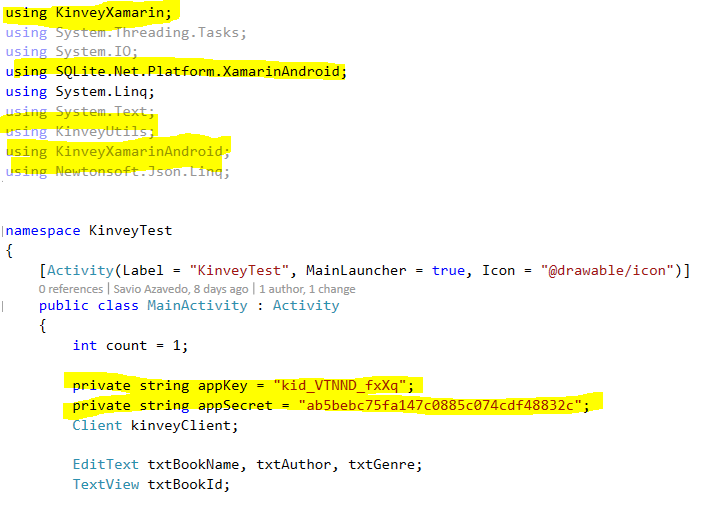 using KinveyXamarin;
using System.Threading.Tasks;
using System.IO;
using SQLite.Net.Platform.XamarinAndroid;
using System.Linq;
using System.Text;
using KinveyUtils;
using KinveyXamarinAndroid;
using Newtonsoft.Json.Linq;
namespace KinveyTest
{
[Activity(Label = "KinveyTest", MainLauncher = true, Icon = "@drawable/icon")]
0 references | Savio Azavedo, 8 days ago | 1 author, 1 change
public class MainActivity : Activity
{
int count = 1;
private string appKey = "kid_VTNND_fxXq";
private string appSecret = "ab5bebc75fa147c0885c074cdf48832c";
Client kinveyClient;
EditText txtBookName, txtAuthor, txtGenre;
TextView txtBookId;